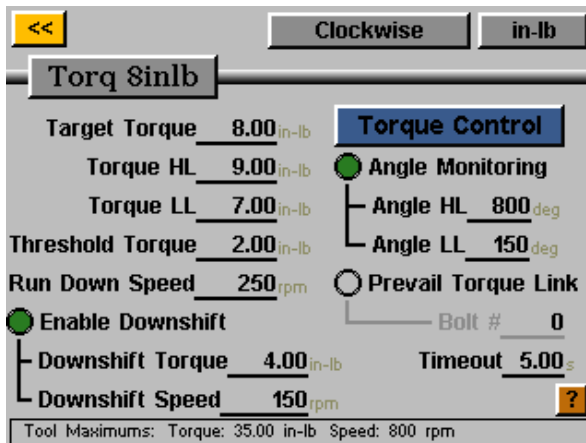 << Clockwise in-lb
Torq 8inlb
Target Torque 8.00 in-lb
Torque HL 9.00 in-lb
Torque LL 7.00 in-lb
Threshold Torque 2.00 in-lb
Run Down Speed 250 rpm
Enable Downshift
Downshift Torque 4.00 in-lb
Downshift Speed 150 rpm
Torque Control
Angle Monitoring
Angle HL 800 deg
Angle LL 150 deg
Prevail Torque Link
Bolt # 0
Timeout 5.00 s
?
Tool Maximums: Torque: 35.00 in-lb Speed: 800 rpm